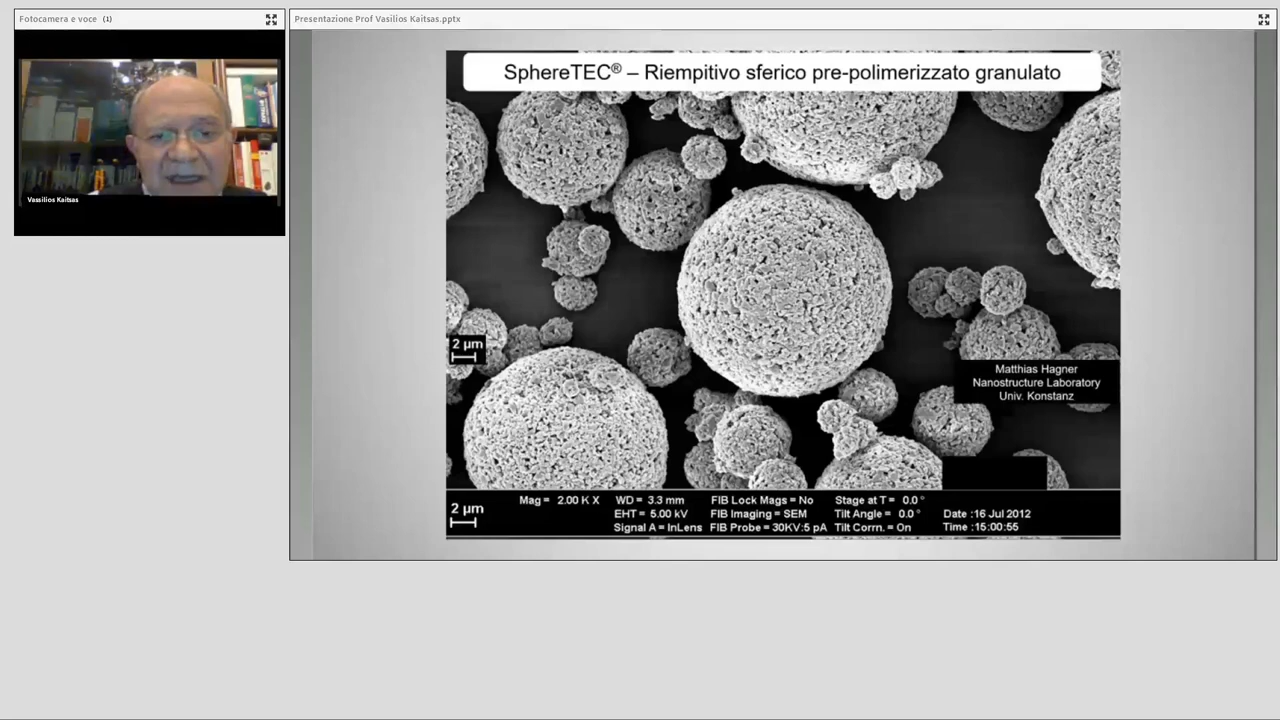 Fotocamera e voce (1)
Presentazione Prof Vasilios Kaitsas.pptx
Vassilios Kaitsas
SphereTEC® – Riempitivo sferico pre-polimerizzato granulato
2 µm
Matthias Hagner
Nanostructure Laboratory
Univ. Konstanz
2 µm
Mag = 2.00 K X WD = 3.3 mm FIB Lock Mags = No Stage at T = 0.0 °
EHT = 5.00 kV FIB Imaging = SEM Tilt Angle = 0.0 ° Date :16 Jul 2012
Signal A = InLens FIB Probe = 30KV:5 pA Tilt Corrn. = On Time :15:00:55